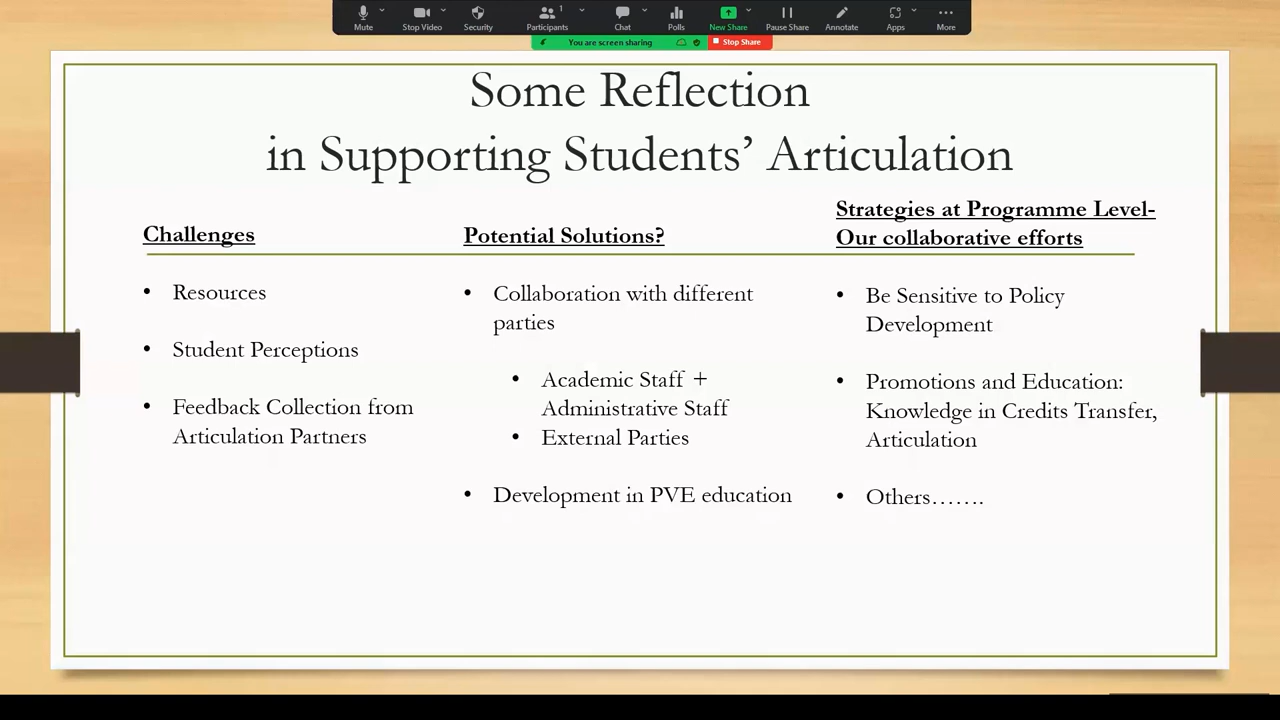 1
Mute
Stop Video
Security
Participants
Chat
Polls
New Share
Pause Share
Annotate
Apps
More
You are screen sharing
Stop Share
Some Reflection
in Supporting Students’ Articulation
Challenges
• Resources
• Student Perceptions
• Feedback Collection from
Articulation Partners
Potential Solutions?
• Collaboration with different
parties
• Academic Staff +
Administrative Staff
• External Parties
• Development in PVE education
Strategies at Programme Level-
Our collaborative efforts
• Be Sensitive to Policy
Development
• Promotions and Education:
Knowledge in Credits Transfer,
Articulation
• Others…….